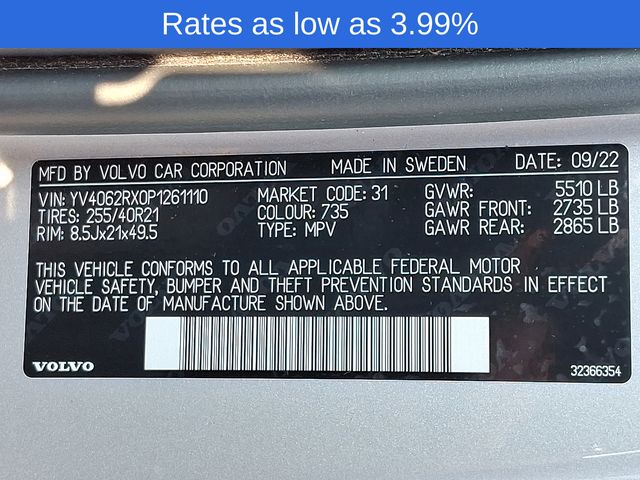 Rates as low as 3.99%
MFD BY VOLVO CAR CORPORATION MADE IN SWEDEN DATE: 09/22
VIN: YV4062RX0P1261110 MARKET CODE: 31 GVWR: 5510 LB
TIRES: 255/40R21 COLOUR: 735 GAWR FRONT: 2735 LB
RIM: 8.5Jx21x49.5 TYPE: MPV GAWR REAR: 2865 LB
THIS VEHICLE CONFORMS TO ALL APPLICABLE FEDERAL MOTOR
VEHICLE SAFETY, BUMPER AND THEFT PREVENTION STANDARDS IN EFFECT
ON THE DATE OF MANUFACTURE SHOWN ABOVE.
VOLVO 32366354